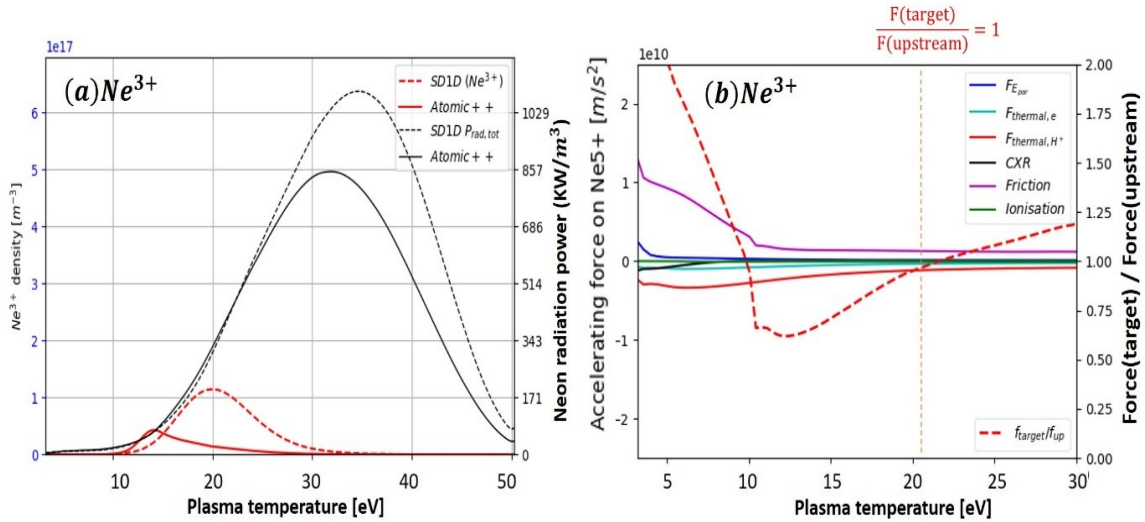 F(target)
F(upstream) = 1
1e17
(a)Ne3+
SD1D (Ne3+)
Atomic++
SD1D Prad,tot
Atomic++
6
5
4
3
2
1
0
1029
857
686
514
343
171
0
10
20
30
40
50
Ne3+ density [m−3]
Neon radiation power (KW/m3)
Plasma temperature [eV]
1e10
(b)Ne3+
FEpar
Fthermal,e
Fthermal,H+
CXR
Friction
Ionisation
ftarget/fup
2
1
0
-1
-2
2.00
1.75
1.50
1.25
1.00
0.75
0.50
0.25
0.00
5
10
15
20
25
30
Accelerating force on Ne5+ [m/s2]
Force(target) / Force(upstream)
Plasma temperature [eV]